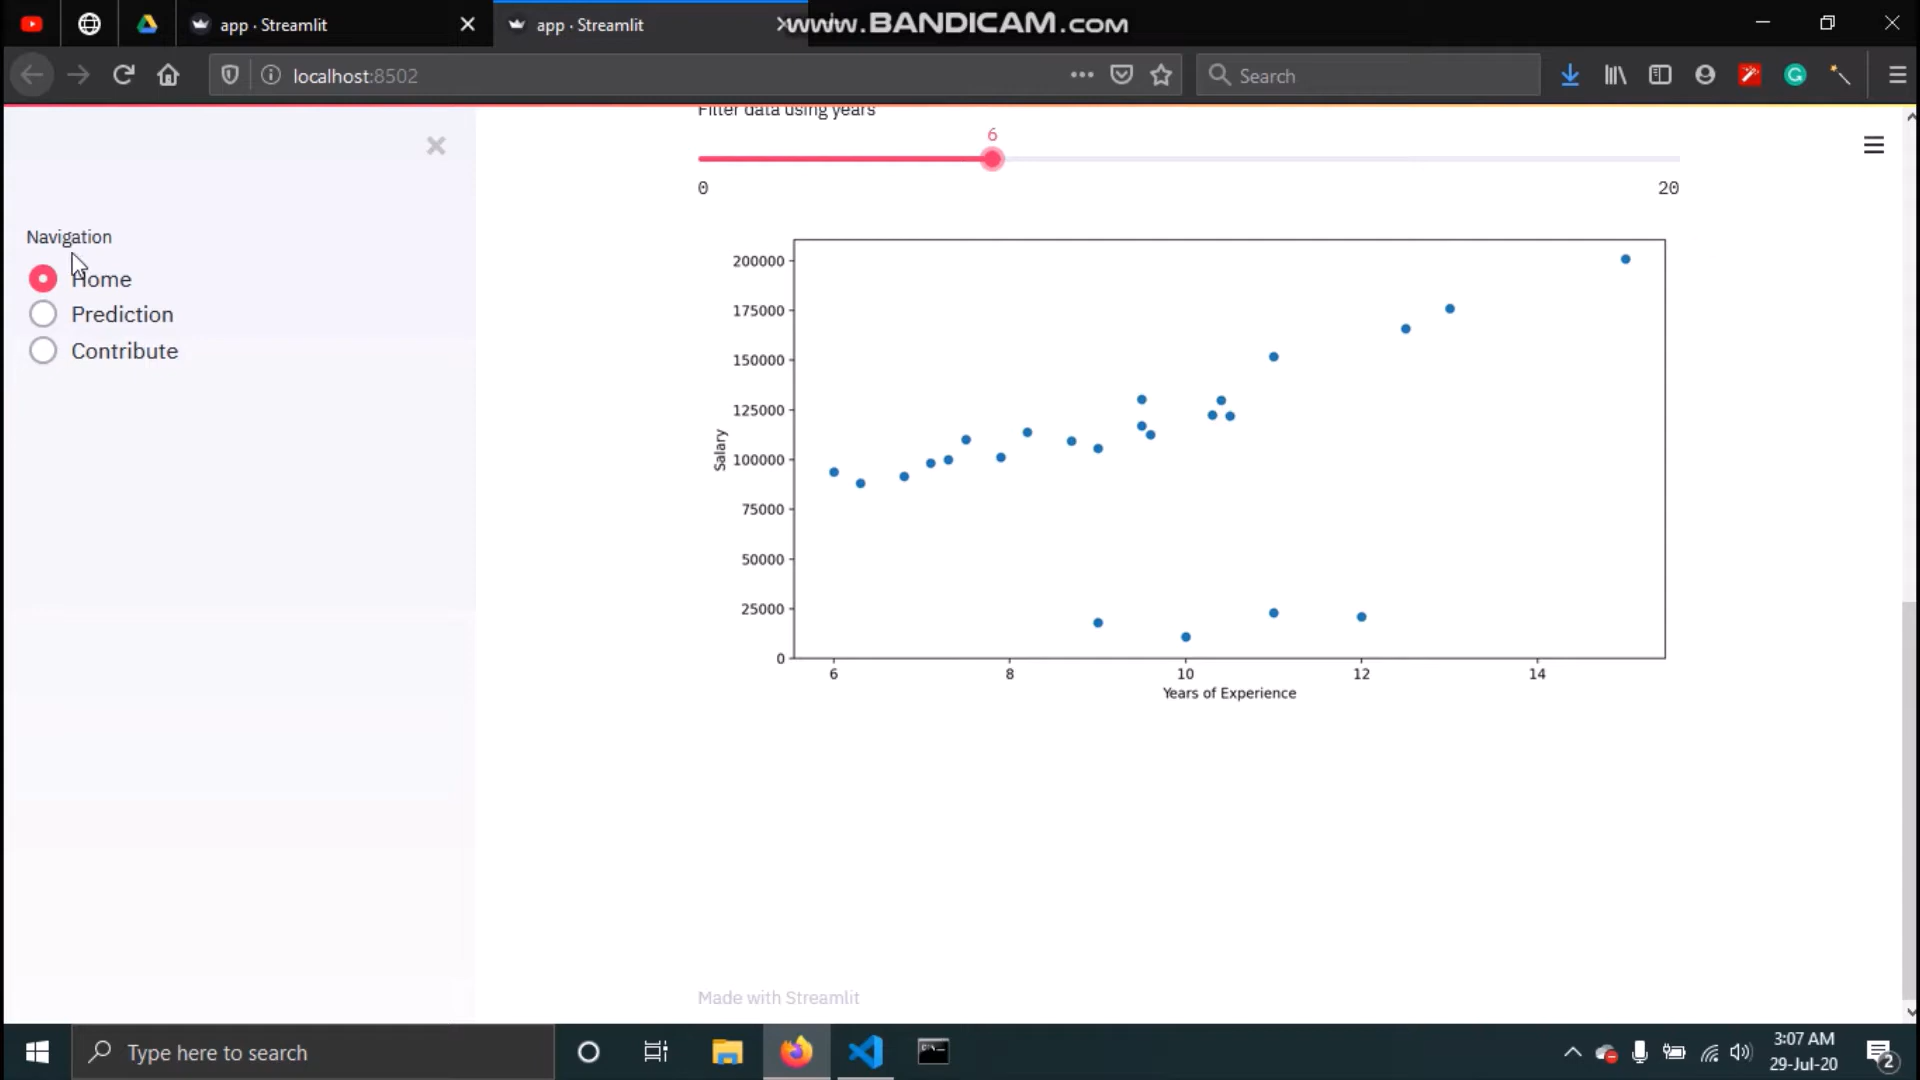 app · Streamlit
app · Streamlit
www.BANDICAM.com
localhost:8502
Search
Filter data using years
6
0
20
Navigation
Home
Prediction
Contribute
200000
175000
150000
125000
100000
75000
50000
25000
0
Salary
6
8
10
12
14
Years of Experience
Made with Streamlit
Type here to search
3:07 AM
29-Jul-20
2